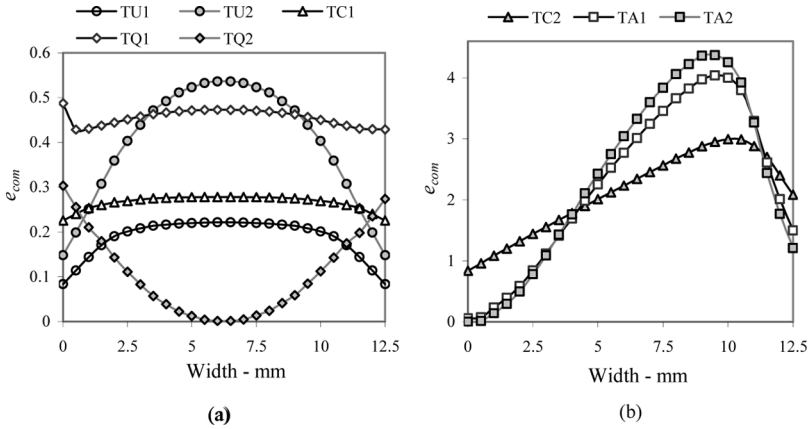 TU1 TU2 TC1
TQ1 TQ2
0.6
0.5
0.4
0.3
0.2
0.1
0
e_com
0 2.5 5 7.5 10 12.5
Width - mm
(a)
TC2 TA1 TA2
4
3
2
1
0
e_com
0 2.5 5 7.5 10 12.5
Width - mm
(b)